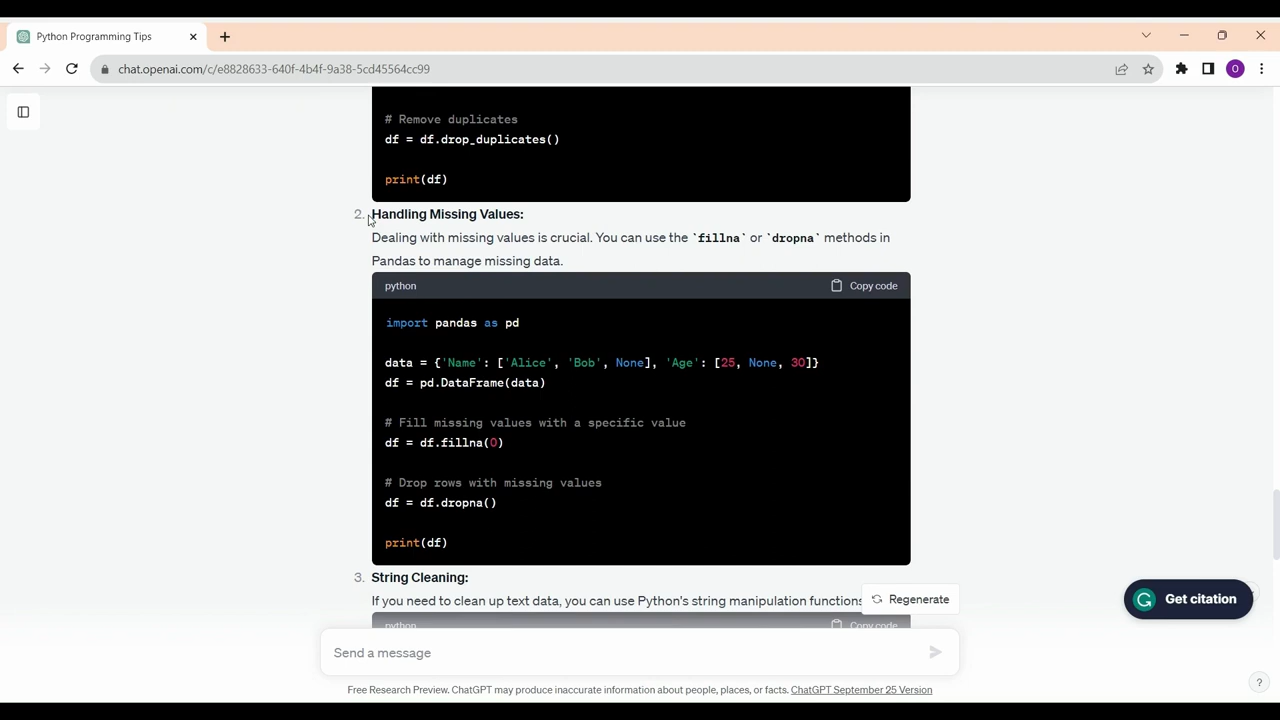 Python Programming Tips
chat.openai.com/c/e8828633-640f-4b4f-9a38-5cd45564cc99
O
# Remove duplicates
df = df.drop_duplicates()
print(df)
2. Handling Missing Values:
Dealing with missing values is crucial. You can use the `fillna` or `dropna` methods in
Pandas to manage missing data.
python Copy code
import pandas as pd
data = {'Name': ['Alice', 'Bob', None], 'Age': [25, None, 30]}
df = pd.DataFrame(data)
# Fill missing values with a specific value
df = df.fillna(0)
# Drop rows with missing values
df = df.dropna()
print(df)
3. String Cleaning:
If you need to clean up text data, you can use Python's string manipulation functions
Regenerate
Get citation
python Copy code
Send a message
Free Research Preview. ChatGPT may produce inaccurate information about people, places, or facts. ChatGPT September 25 Version
?